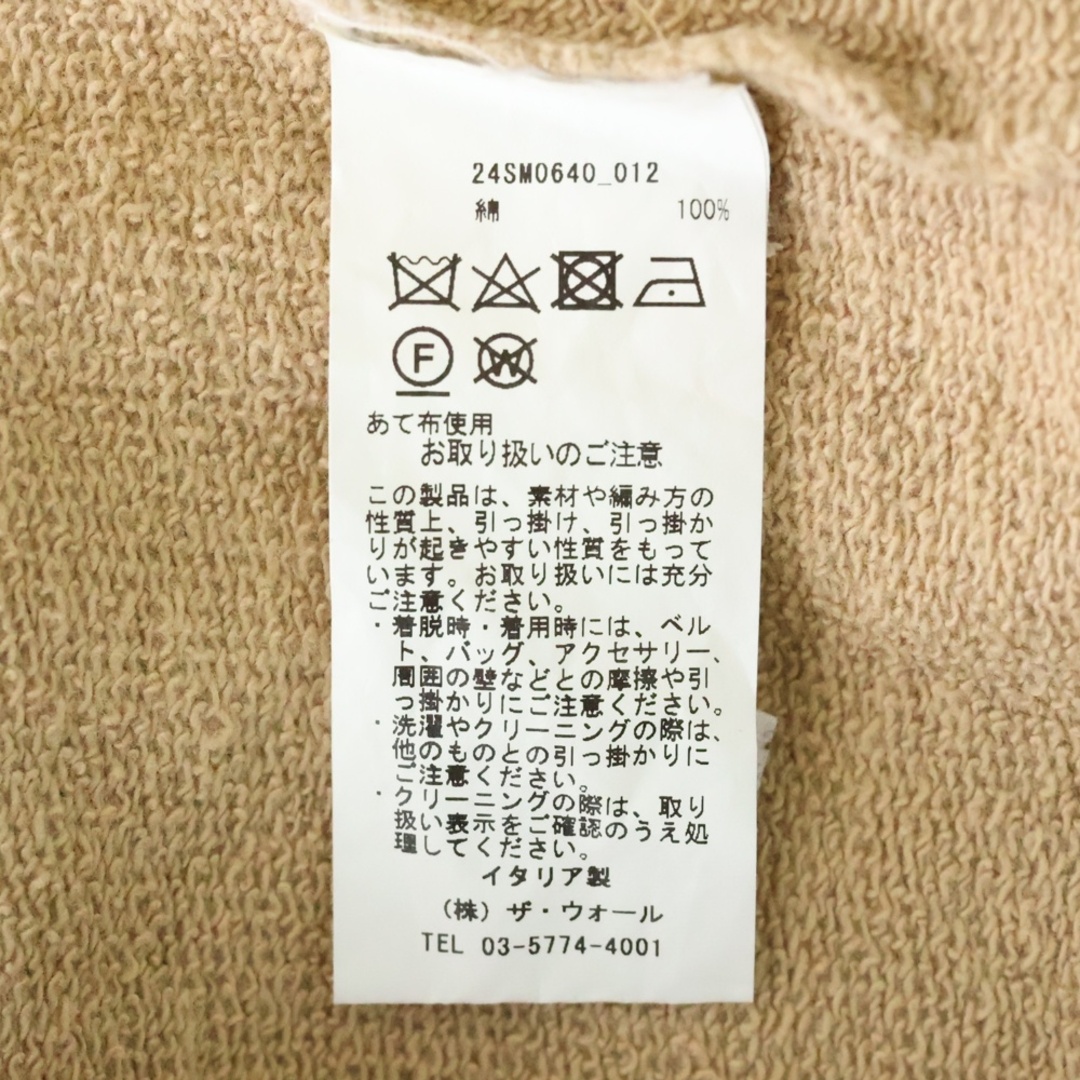 24SM0640_012
綿 100%
F
W
あて布使用
お取り扱いのご注意
この製品は、素材や編み方の
性質上、引っ掛け、引っ掛か
りが起きやすい性質をもって
います。お取り扱いには充分
ご注意ください。
・着脱時・着用時には、ベル
ト、バッグ、アクセサリー、
周囲の壁などとの摩擦や引
っ掛かりにご注意ください。
・洗濯やクリーニングの際は、
他のものとの引っ掛かりに
ご注意ください。
・クリーニングの際は、取り
扱い表示をご確認のうえ処
理してください。
イタリア製
（株）ザ・ウォール
TEL 03-5774-4001